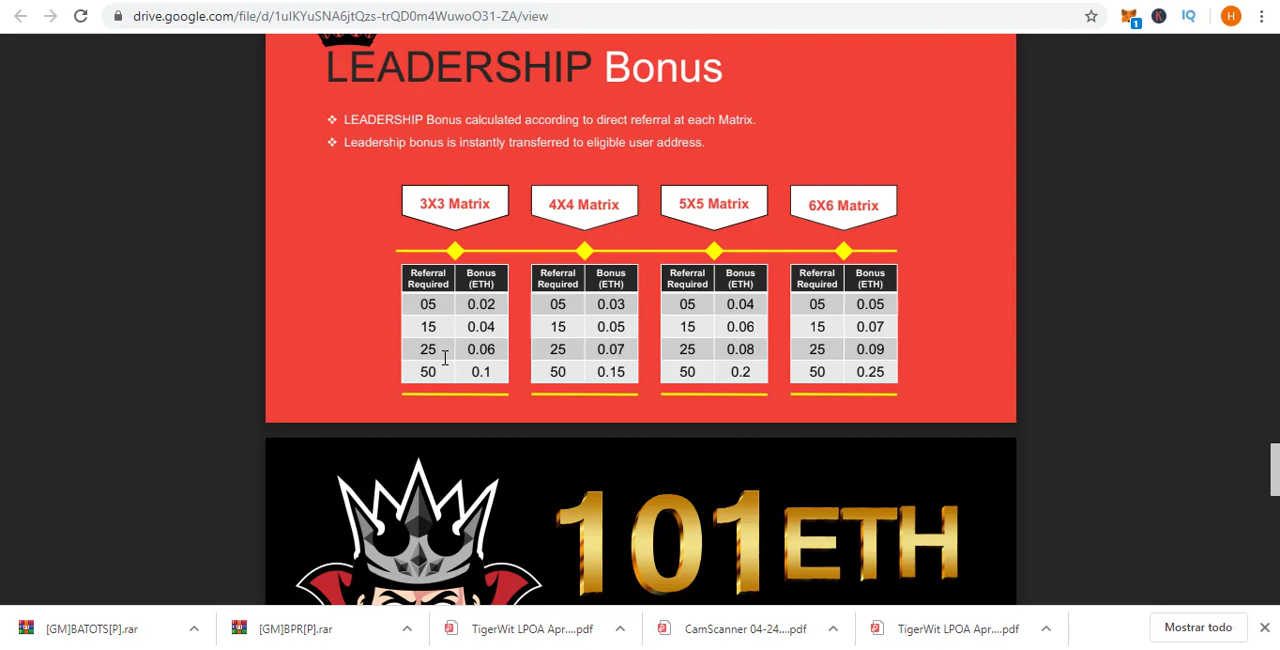 drive.google.com/file/d/1uIKYuSNA6jtQzs-trQD0m4WuwoO31-ZA/view
1
K
IQ
H
LEADERSHIP Bonus
❖ LEADERSHIP Bonus calculated according to direct referral at each Matrix.
❖ Leadership bonus is instantly transferred to eligible user address.
3X3 Matrix 4X4 Matrix 5X5 Matrix 6X6 Matrix
Referral Bonus Referral Bonus Referral Bonus Referral Bonus
Required (ETH) Required (ETH) Required (ETH) Required (ETH)
05 0.02 05 0.03 05 0.04 05 0.05
15 0.04 15 0.05 15 0.06 15 0.07
25 0.06 25 0.07 25 0.08 25 0.09
50 0.1 50 0.15 50 0.2 50 0.25
101 ETH
[GM]BATOTS[P].rar [GM]BPR[P].rar TigerWit LPOA Apr....pdf CamScanner 04-24....pdf TigerWit LPOA Apr....pdf Mostrar todo